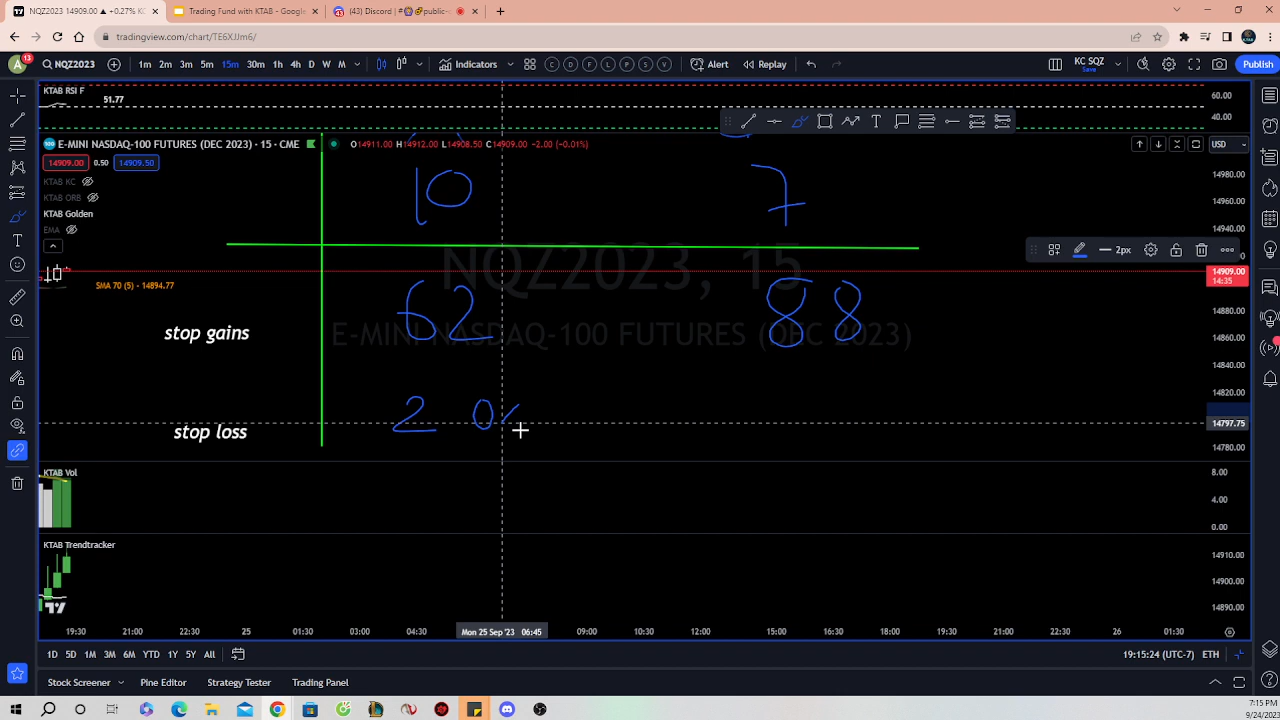 NQZ2023 14909.00 ▲ +0.27% KC
Trading Fund with KTAB - Google
(43) Discord | #
tradingview.com/chart/TE6XJJm6/
A 13 NQZ2023 1m 2m 3m 5m 15m 30m 1h 4h D W M Indicators C D F L P S V Alert Replay KC SQZ Save Publish
KTAB RSI F 51.77
60.00
40.00
E-MINI NASDAQ-100 FUTURES (DEC 2023) · 15 · CME O14911.00 H14912.00 L14908.50 C14909.00 -2.00 (-0.01%) USD
14909.00 0.50 14909.50
KTAB KC
KTAB ORB
KTAB Golden
EMA
SMA 70 (5) · 14894.77
10 7
2px
NQZ2023, 15
E-MINI NASDAQ-100 FUTURES (DEC 2023)
stop gains 62 88
stop loss 2 0
14980.00
14960.00
14940.00
14909.00
14:35
14880.00
14860.00
14840.00
14820.00
14797.75
14780.00
KTAB Vol
8.00
4.00
0.00
KTAB Trendtracker
14910.00
14900.00
14890.00
19:30 21:00 22:30 25 01:30 03:00 04:30 Mon 25 Sep '23 06:45 09:00 10:30 12:00 15:00 16:30 18:00 19:30 21:00 22:30 26 01:30
1D 5D 1M 3M 6M YTD 1Y 5Y All 19:15:24 (UTC-7) ETH
Stock Screener Pine Editor Strategy Tester Trading Panel
7:15 PM
9/24/2023